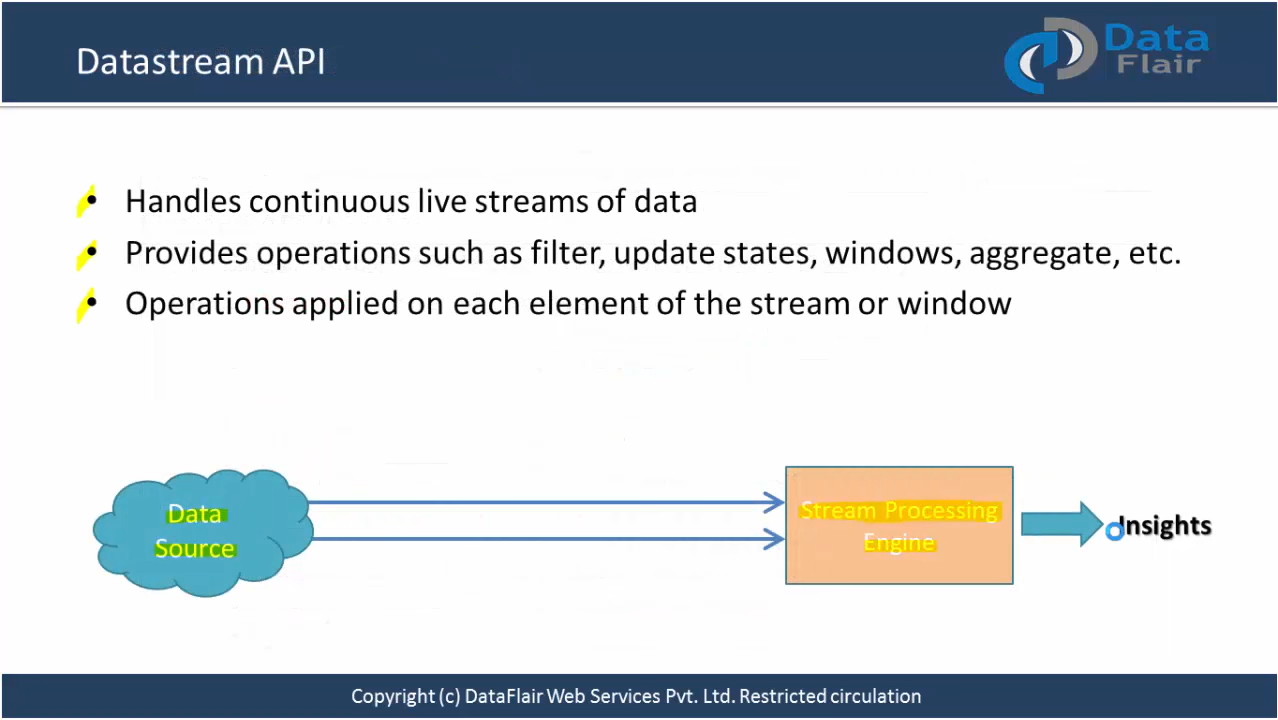 Datastream API
Data
Flair
• Handles continuous live streams of data
• Provides operations such as filter, update states, windows, aggregate, etc.
• Operations applied on each element of the stream or window
Data
Source
Stream Processing
Engine
Insights
Copyright (c) DataFlair Web Services Pvt. Ltd. Restricted circulation